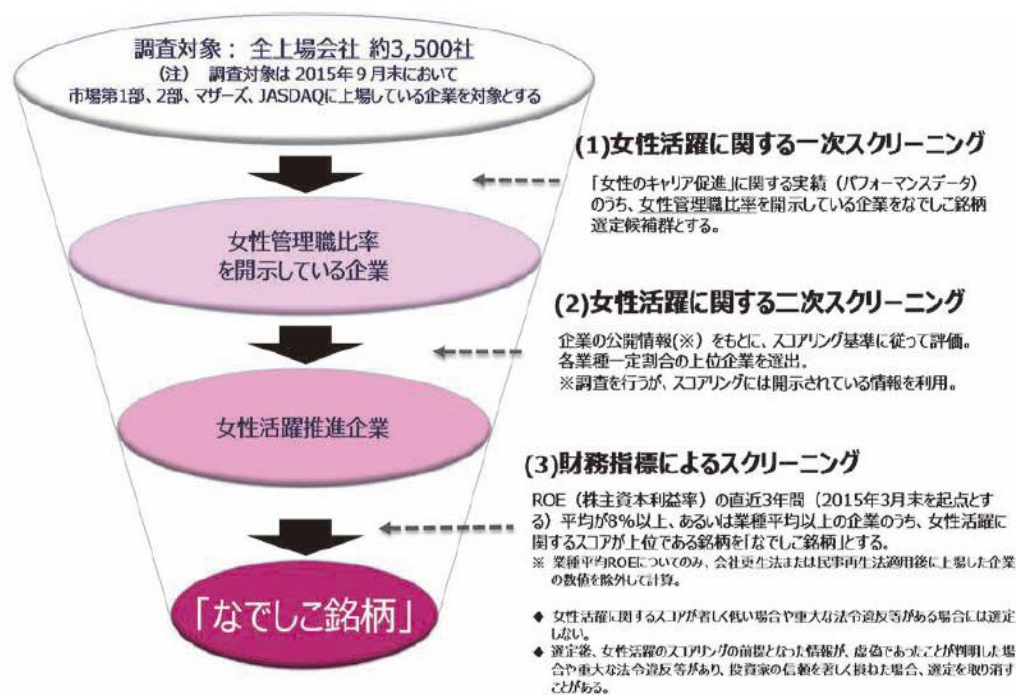 調査対象： 全上場会社 約3,500社
（注） 調査対象は 2015年9月末において
市場第1部、2部、マザーズ、JASDAQに上場している企業を対象とする
(1)女性活躍に関する一次スクリーニング
「女性のキャリア促進」に関する実績（パフォーマンスデータ）
のうち、女性管理職比率を開示している企業をなでしこ銘柄
選定候補群とする。
女性管理職比率
を開示している企業
(2)女性活躍に関する二次スクリーニング
企業の公開情報(※）をもとに、スコアリング基準に従って評価。
各業種一定割合の上位企業を選出。
※調査を行うが、スコアリングには開示されている情報を利用。
女性活躍推進企業
(3)財務指標によるスクリーニング
ROE（株主資本利益率）の直近3年間（2015年3月末を起点とす
る）平均が8%以上、あるいは業種平均以上の企業のうち、女性活躍に
関するスコアが上位である銘柄を「なでしこ銘柄」とする。
※ 業種平均ROEについてのみ、会社更生法または民事再生法適用後に上場した企業
の数値を除外して計算。
「なでしこ銘柄」
◆ 女性活躍に関するスコアが著しく低い場合や重大な法令違反等がある場合には選定
しない。
◆ 選定後、女性活躍のスコアリングの前提となった情報が、虚偽であったことが判明した場
合や重大な法令違反等があり、投資家の信頼を著しく損ねた場合、選定を取り消す
ことがある。